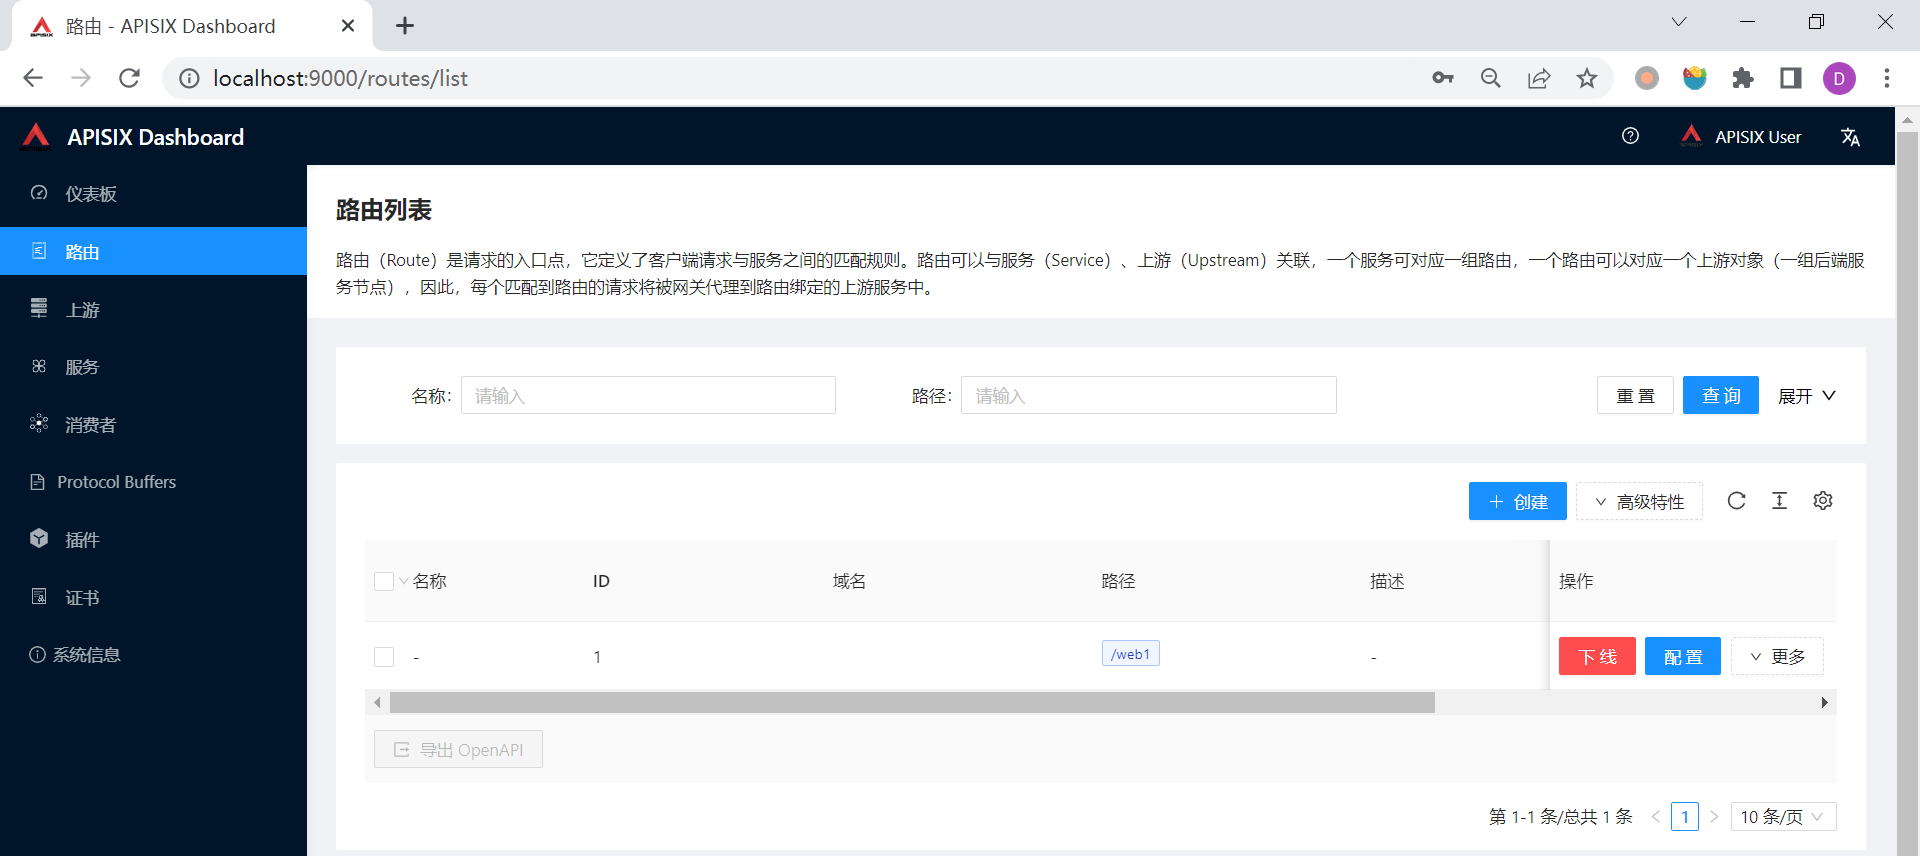 路由 - APISIX Dashboard
localhost:9000/routes/list
D
APISIX Dashboard
APISIX User
仪表板
路由
上游
服务
消费者
Protocol Buffers
插件
证书
系统信息
路由列表
路由（Route）是请求的入口点，它定义了客户端请求与服务之间的匹配规则。路由可以与服务（Service）、上游（Upstream）关联，一个服务可对应一组路由，一个路由可以对应一个上游对象（一组后端服
务节点），因此，每个匹配到路由的请求将被网关代理到路由绑定的上游服务中。
名称： 请输入 路径： 请输入 重 置 查 询 展开
创建 高级特性
名称 ID 域名 路径 描述 操作
- 1 /web1 - 下 线 配 置 更多
导出 OpenAPI
第 1-1 条/总共 1 条 < 1 > 10 条/页